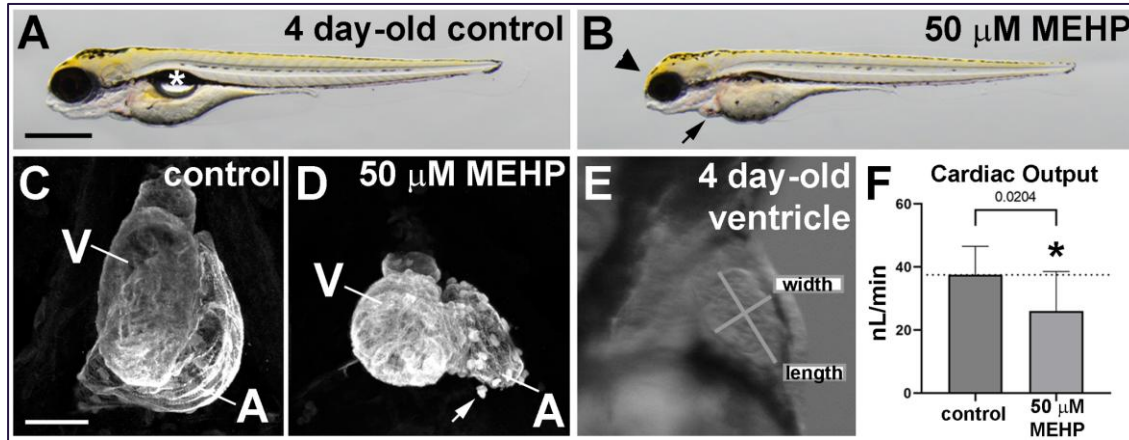 A 4 day-old control
*
B 50 μM MEHP
C control
V
A
D 50 μM MEHP
V
A
E 4 day-old
ventricle
width
length
F
Cardiac Output
0.0204
*
60
40
20
0
nL/min
control
50 μM
MEHP